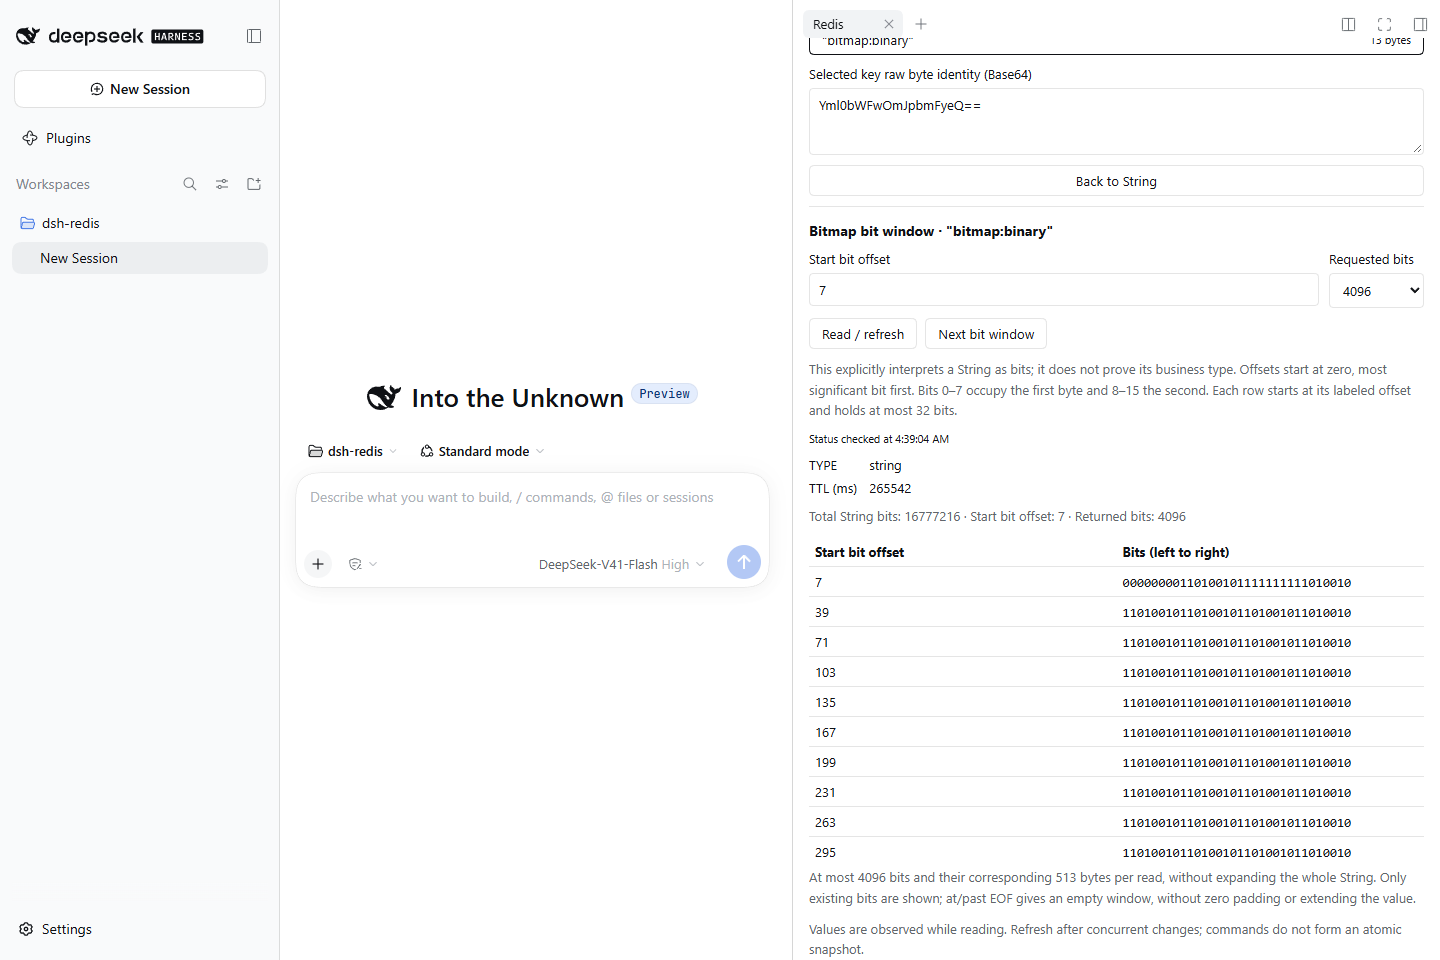 deepseek HARNESS
New Session
Plugins
Workspaces
dsh-redis
New Session
Settings
Into the Unknown Preview
dsh-redis Standard mode
Describe what you want to build, / commands, @ files or sessions
DeepSeek-V41-Flash High
Redis
"bitmap:binary" 13 bytes
Selected key raw byte identity (Base64)
Yml0bWFwOmJpbmFyeQ==
Back to String
Bitmap bit window · "bitmap:binary"
Start bit offset Requested bits
7 4096
Read / refresh Next bit window
This explicitly interprets a String as bits; it does not prove its business type. Offsets start at zero, most
significant bit first. Bits 0–7 occupy the first byte and 8–15 the second. Each row starts at its labeled offset
and holds at most 32 bits.
Status checked at 4:39:04 AM
TYPE string
TTL (ms) 265542
Total String bits: 16777216 · Start bit offset: 7 · Returned bits: 4096
Start bit offset Bits (left to right)
7 00000000110100101111111111010010
39 11010010110100101101001011010010
71 11010010110100101101001011010010
103 11010010110100101101001011010010
135 11010010110100101101001011010010
167 11010010110100101101001011010010
199 11010010110100101101001011010010
231 11010010110100101101001011010010
263 11010010110100101101001011010010
295 11010010110100101101001011010010
At most 4096 bits and their corresponding 513 bytes per read, without expanding the whole String. Only
existing bits are shown; at/past EOF gives an empty window, without zero padding or extending the value.
Values are observed while reading. Refresh after concurrent changes; commands do not form an atomic
snapshot.